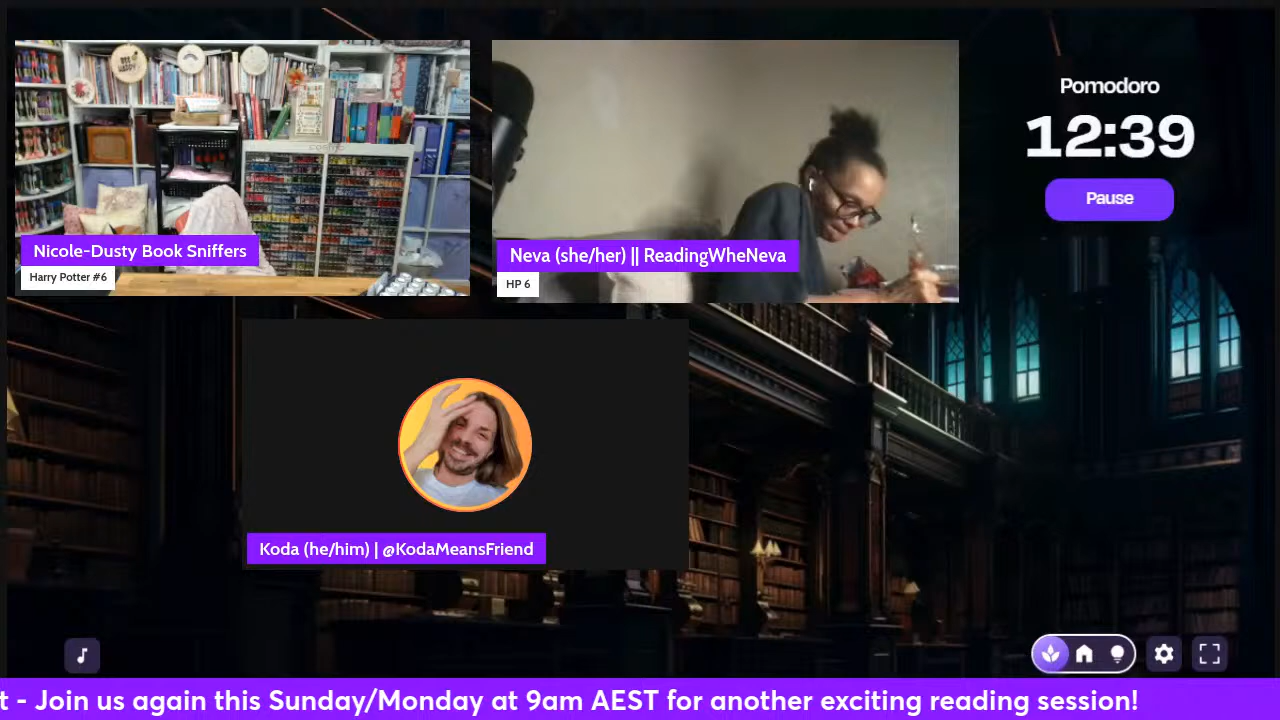 Pomodoro
12:39
Pause
Nicole-Dusty Book Sniffers
Harry Potter #6
Neva (she/her) || ReadingWheNeva
HP 6
Koda (he/him) | @KodaMeansFriend
t - Join us again this Sunday/Monday at 9am AEST for another exciting reading session!